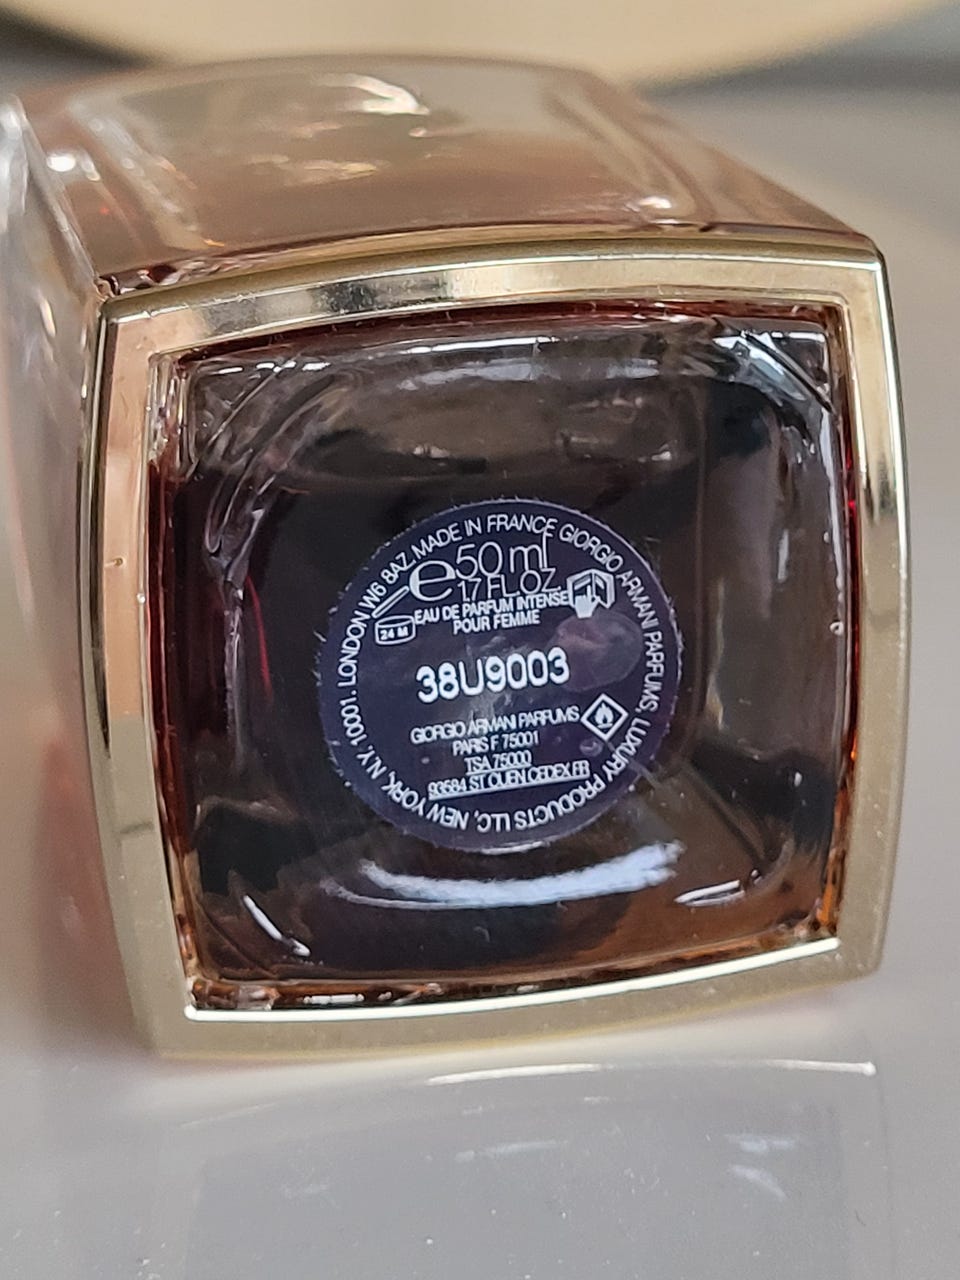 MADE IN FRANCE GIORGIO ARMANI PARFUMS, LUXURY PRODUCTS LLC, NEW YORK, N.Y, 10001. LONDON W6 8AZ.
e 50 ml
1.7 FL.OZ.
EAU DE PARFUM INTENSE
POUR FEMME
24 M
38U9003
GIORGIO ARMANI PARFUMS
PARIS F 75001
TSA 75000
93584 ST OUEN CEDEX FR